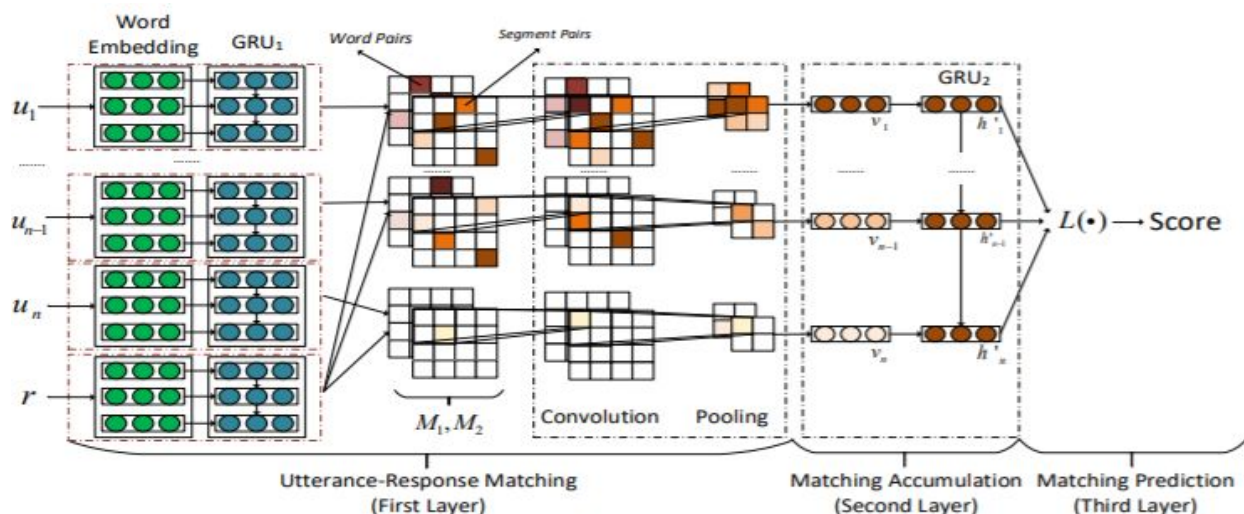 Word
Embedding
GRU₁
Word Pairs
Segment Pairs
GRU₂
u₁
v₁
h'₁
.......
.......
.......
.......
.......
.......
.......
uₙ₋₁
vₙ₋₁
h'ₙ₋₁
L(•)
Score
uₙ
vₙ
h'ₙ
r
M₁, M₂
Convolution
Pooling
Utterance-Response Matching
(First Layer)
Matching Accumulation
(Second Layer)
Matching Prediction
(Third Layer)